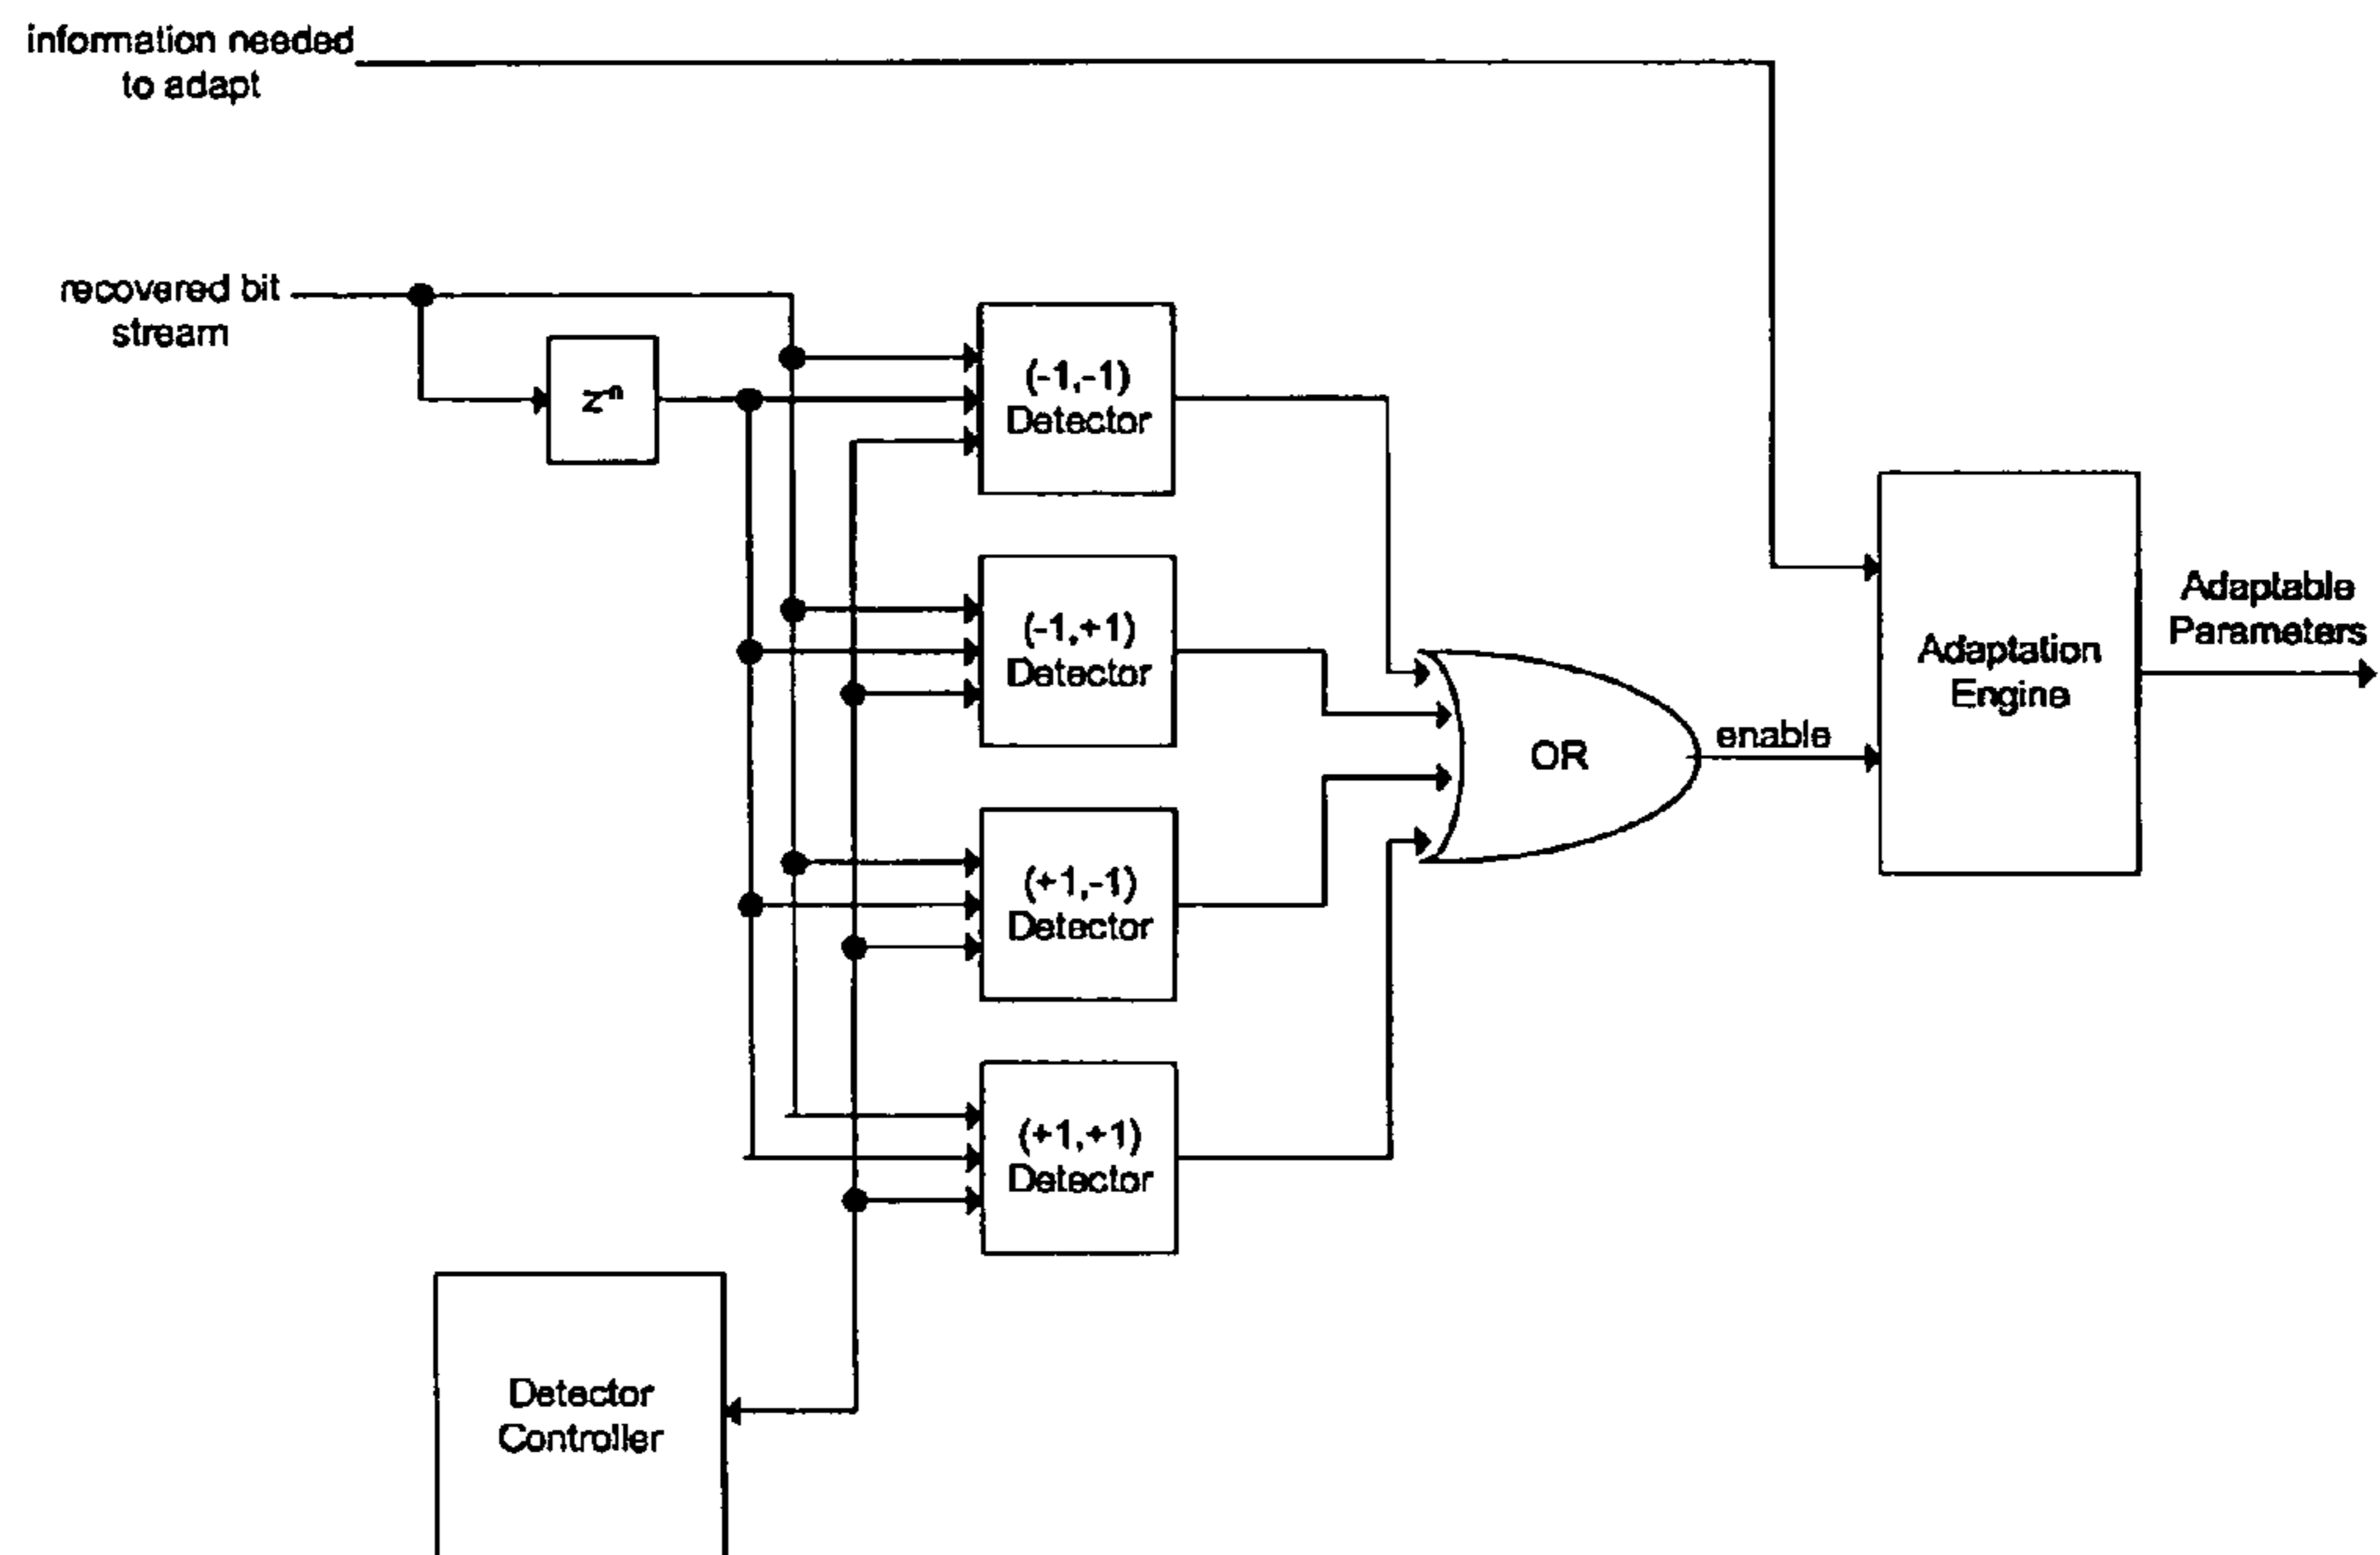 information needed
to adapt
recovered bit
stream
z⁻ⁿ
(-1,-1)
Detector
(-1,+1)
Detector
(+1,-1)
Detector
(+1,+1)
Detector
OR
enable
Adaptation
Engine
Adaptable
Parameters
Detector
Controller